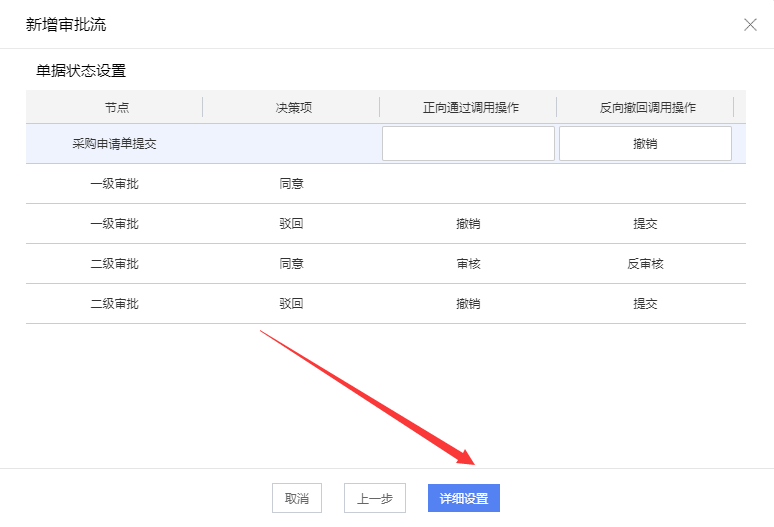 新增审批流
单据状态设置
节点 决策项 正向通过调用操作 反向撤回调用操作
采购申请单提交 撤销
一级审批 同意
一级审批 驳回 撤销 提交
二级审批 同意 审核 反审核
二级审批 驳回 撤销 提交
取消 上一步 详细设置